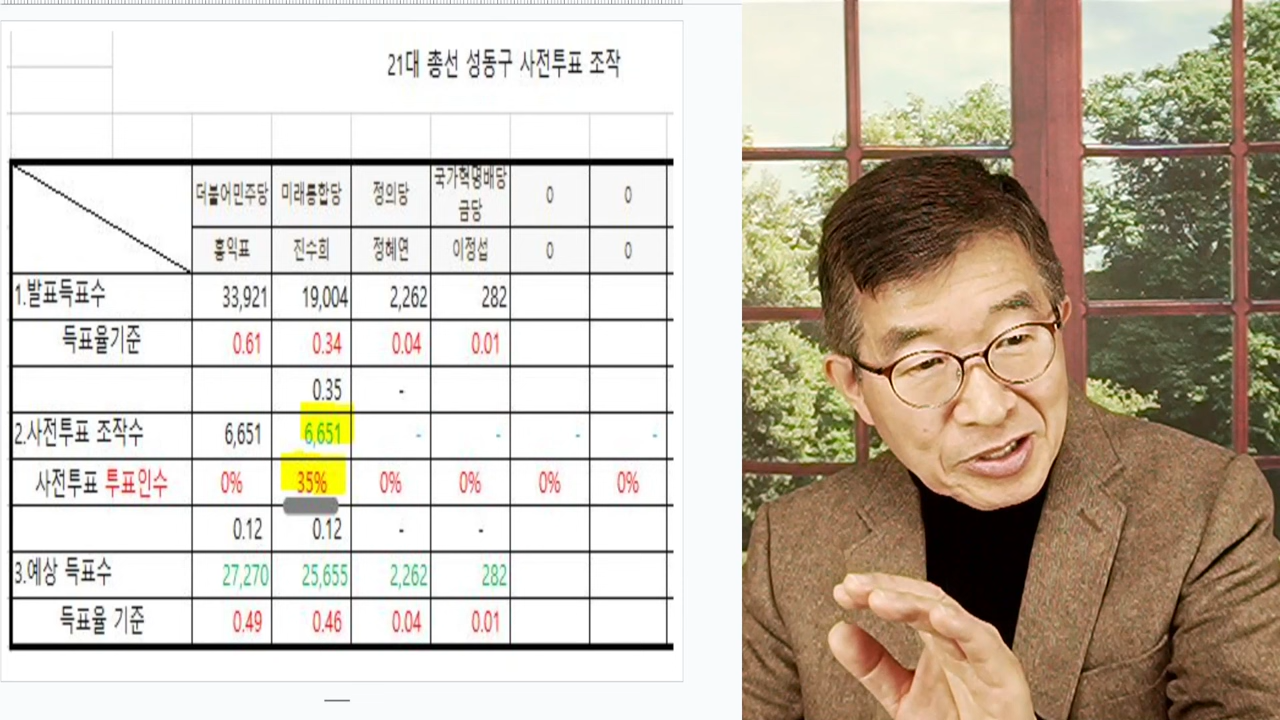 21대 총선 성동구 사전투표 조작
더불어민주당 미래통합당 정의당 국가혁명배당금당 0 0
홍익표 진수희 정혜연 이정섭 0 0
1.발표득표수 33,921 19,004 2,262 282
득표율기준 0.61 0.34 0.04 0.01
0.35 -
2.사전투표 조작수 6,651 6,651 - - - -
사전투표 투표인수 0% 35% 0% 0% 0% 0%
0.12 0.12 - -
3.예상 득표수 27,270 25,655 2,262 282
득표율 기준 0.49 0.46 0.04 0.01